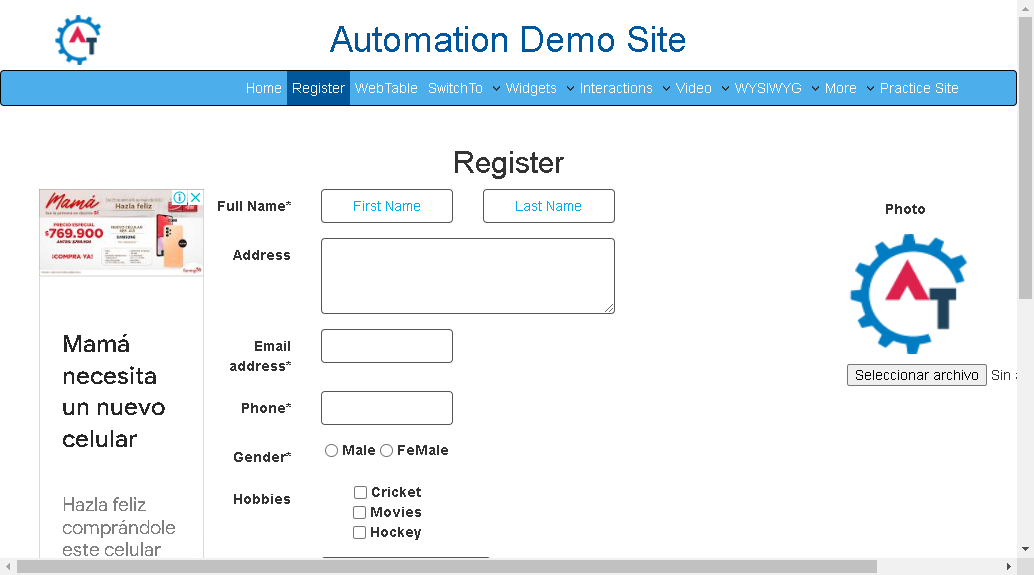 Automation Demo Site
Home Register WebTable SwitchTo Widgets Interactions Video WYSIWYG More Practice Site
Register
Mamá
Hazla feliz
PRECIO ESPECIAL
$769.900
¡COMPRA YA!
SAMSUNG
Mamá
necesita
un nuevo
celular
Hazla feliz
comprándole
este celular
Full Name* First Name Last Name
Address
Email
address*
Phone*
Gender* Male FeMale
Hobbies Cricket
Movies
Hockey
Photo
Seleccionar archivo Sin